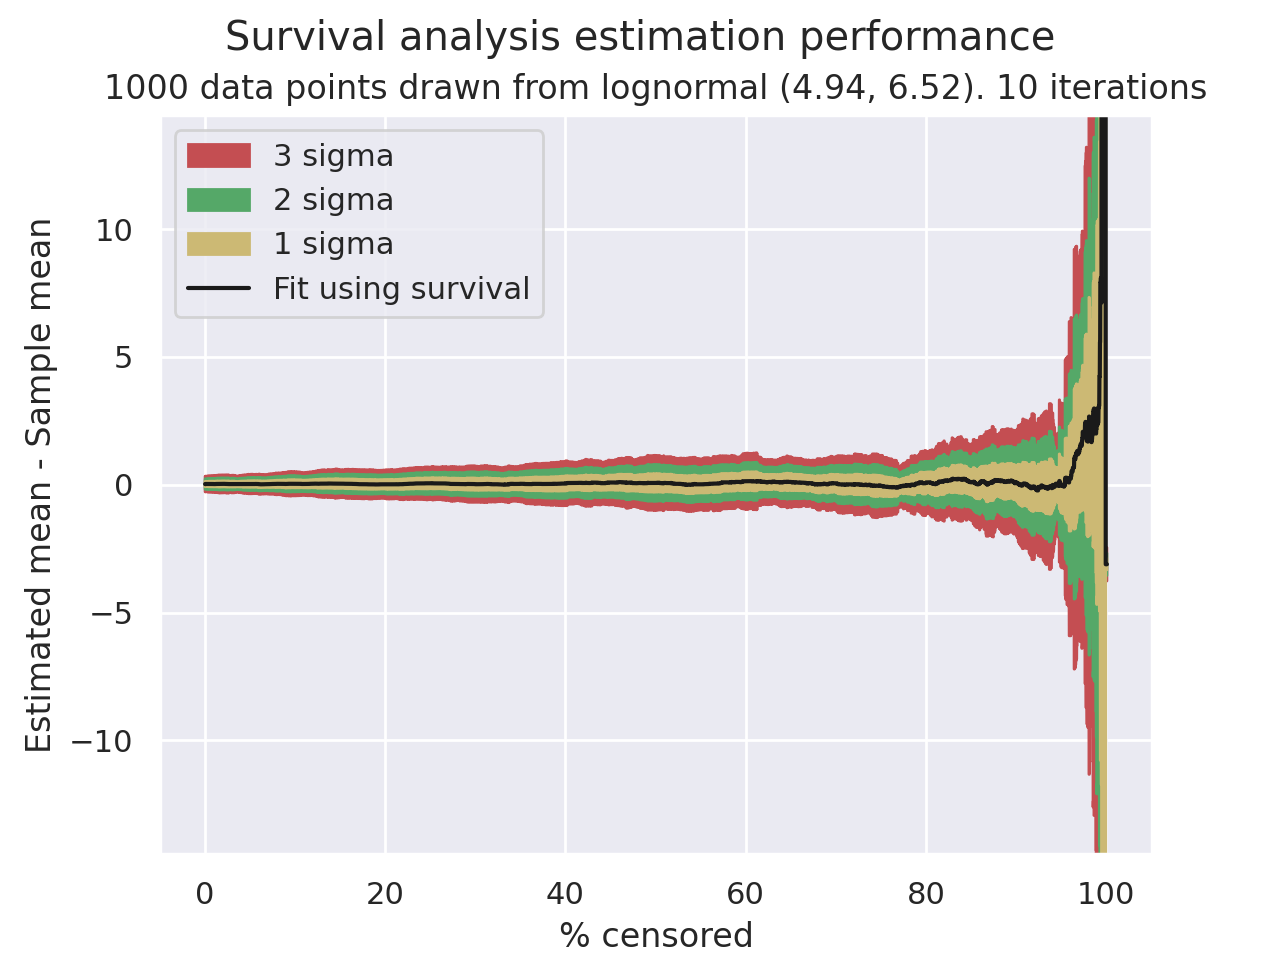 Survival analysis estimation performance
1000 data points drawn from lognormal (4.94, 6.52). 10 iterations
3 sigma
2 sigma
1 sigma
Fit using survival
Estimated mean - Sample mean
10
5
0
−5
−10
0 20 40 60 80 100
% censored